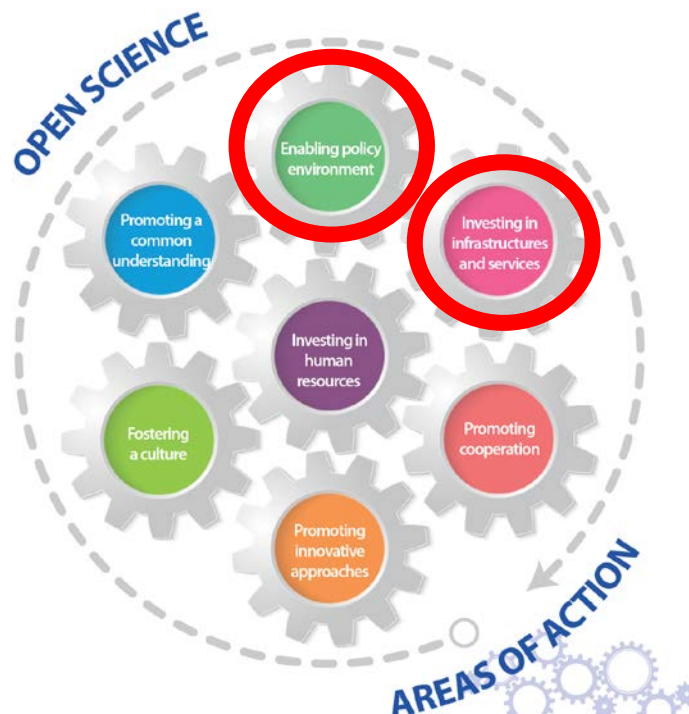 OPEN SCIENCE
Enabling policy
environment
Promoting a
common
understanding
Investing in
infrastructures
and services
Investing in
human
resources
Fostering
a culture
Promoting
cooperation
Promoting
innovative
approaches
AREAS OF ACTION